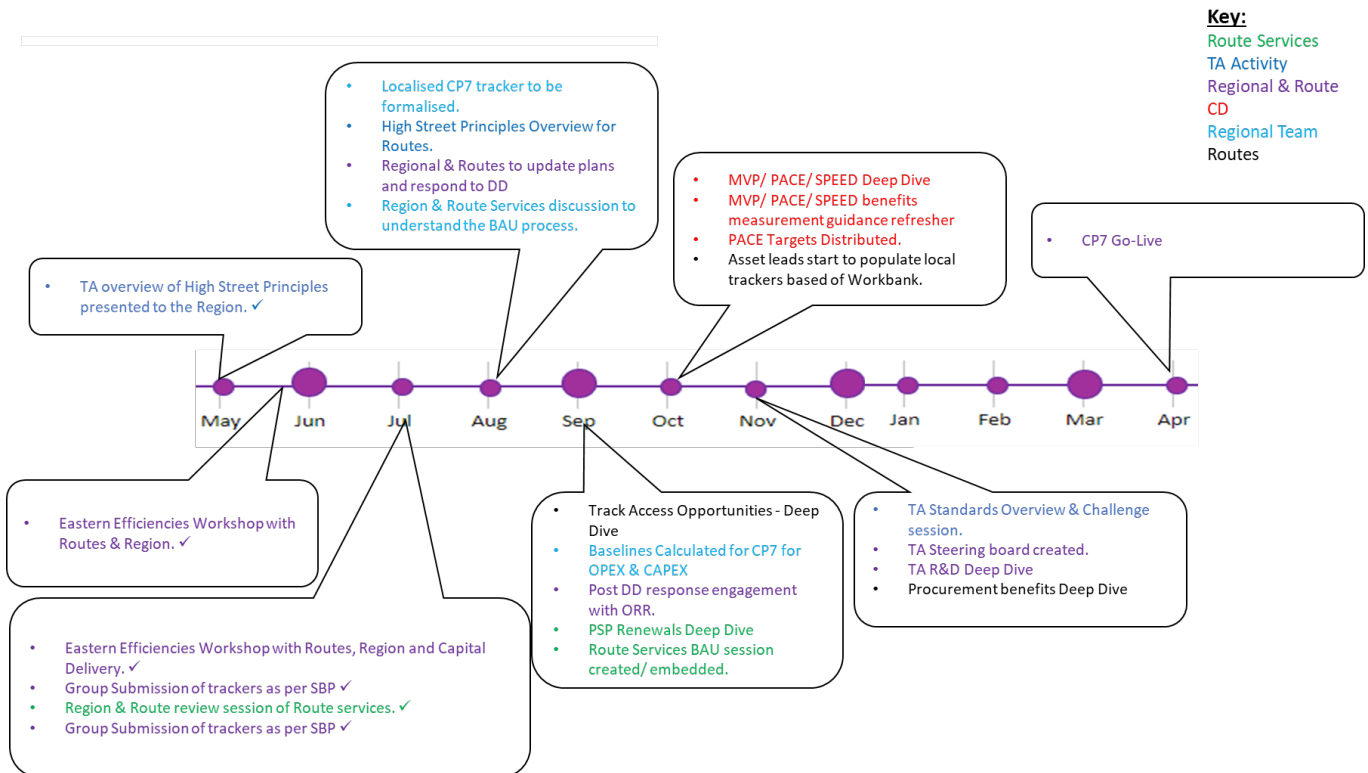 Key:
Route Services
TA Activity
Regional & Route
CD
Regional Team
Routes
• Localised CP7 tracker to be
formalised.
• High Street Principles Overview for
Routes.
• Regional & Routes to update plans
and respond to DD
• Region & Route Services discussion to
understand the BAU process.
• MVP/ PACE/ SPEED Deep Dive
• MVP/ PACE/ SPEED benefits
measurement guidance refresher
• PACE Targets Distributed.
• Asset leads start to populate local
trackers based of Workbank.
• CP7 Go-Live
• TA overview of High Street Principles
presented to the Region. ✓
May Jun Jul Aug Sep Oct Nov Dec Jan Feb Mar Apr
• Eastern Efficiencies Workshop with
Routes & Region. ✓
• Eastern Efficiencies Workshop with Routes, Region and Capital
Delivery. ✓
• Group Submission of trackers as per SBP ✓
• Region & Route review session of Route services. ✓
• Group Submission of trackers as per SBP ✓
• Track Access Opportunities - Deep
Dive
• Baselines Calculated for CP7 for
OPEX & CAPEX
• Post DD response engagement
with ORR.
• PSP Renewals Deep Dive
• Route Services BAU session
created/ embedded.
• TA Standards Overview & Challenge
session.
• TA Steering board created.
• TA R&D Deep Dive
• Procurement benefits Deep Dive